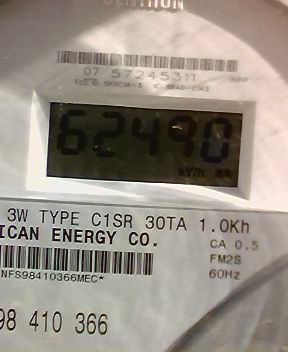 07 57245311
62490
3W TYPE C1SR 30TA 1.0Kh
ICAN ENERGY CO.
CA 0.5
FM2S
60Hz
NFS98410366MEC*
98 410 366